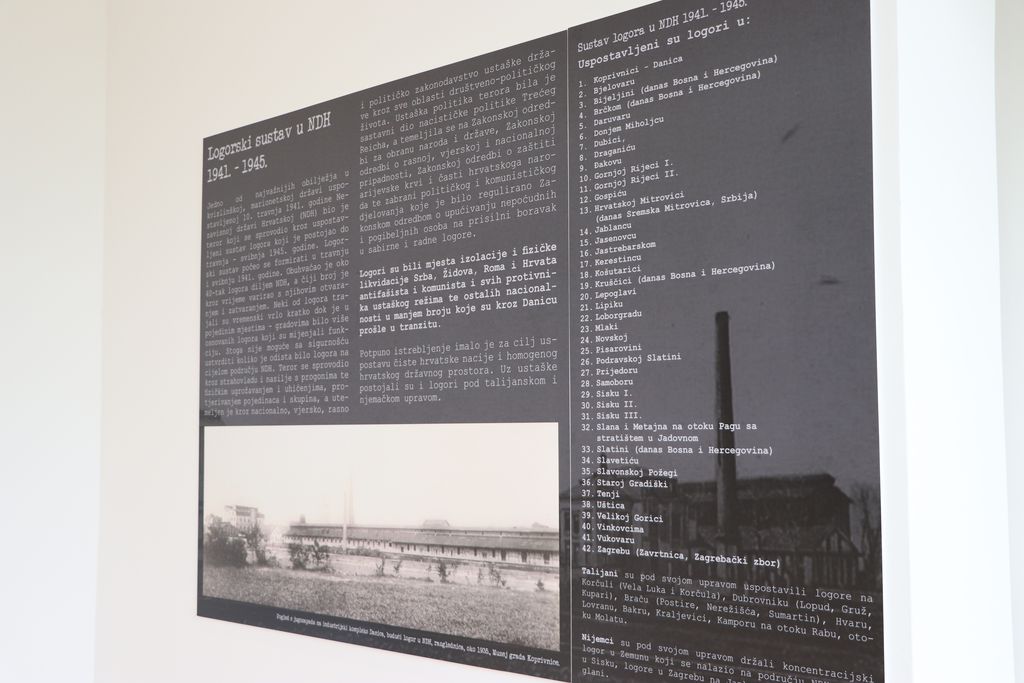 Logorski sustav u NDH
1941. - 1945.
Jedno od najvažnijih obilježja u
kvislinškoj, marionetskoj državi uspo-
stavljenoj 10. travnja 1941. godine Ne-
zavisnoj državi Hrvatskoj (NDH) bio je
teror koji se sprovodio kroz uspostav-
ljeni sustav logora koji je postojao do
travnja - svibnja 1945. godine. Logor-
ski sustav počeo se formirati u travnju
i svibnju 1941. godine. Obuhvaćao je oko
40-tak logora diljem NDH, a čiji broj je
kroz vrijeme varirao s njihovim otvara-
njem i zatvaranjem. Neki od logora tra-
jali su vremenski vrlo kratko dok je u
pojedinim mjestima - gradovima bilo više
osnovanih logora koji su mijenjali funk-
ciju. Stoga nije moguće sa sigurnošću
ustvrditi koliko je odista bilo logora na
cijelom području NDH. Teror se sprovodio
kroz strahovladu i nasilje s progonima te
fizičkim ugrožavanjem i uhićenjima, pro-
tjerivanjem pojedinaca i skupina, a ute-
meljen je kroz nacionalno, vjersko, rasno
i političko zakonodavstvo ustaške drža-
ve kroz sve oblasti društveno-političkog
života. Ustaška politika terora bila je
sastavni dio nacističke politike Trećeg
Reicha, a temeljila se na Zakonskoj odred-
bi za obranu naroda i države, Zakonskoj
odredbi o rasnoj, vjerskoj i nacionalnoj
pripadnosti, Zakonskoj odredbi o zaštiti
arijevske krvi i časti hrvatskoga naro-
da te zabrani političkog i komunističkog
djelovanja koje je bilo regulirano Za-
konskom odredbom o upućivanju nepoćudnih
i pogibeljnih osoba na prisilni boravak
u sabirne i radne logore.
Logori su bili mjesta izolacije i fizičke
likvidacije Srba, Židova, Roma i Hrvata
antifašista i komunista i svih protivni-
ka ustaškog režima te ostalih nacional-
nosti u manjem broju koje su kroz Danicu
prošle u tranzitu.
Potpuno istrebljenje imalo je za cilj us-
postavu čiste hrvatske nacije i homogenog
hrvatskog državnog prostora. Uz ustaške
postojali su i logori pod talijanskom i
njemačkom upravom.
Pogled s jugozapada na industrijski kompleks Danica, budući logor u NDH, razglednica, oko 1935, Muzej grada Koprivnice.
Sustav logora u NDH 1941. - 1945.
Uspostavljeni su logori u:
1. Koprivnici - Danica
2. Bjelovaru
3. Bijeljini (danas Bosna i Hercegovina)
4. Brčkom (danas Bosna i Hercegovina)
5. Daruvaru
6. Donjem Miholjcu
7. Dubici,
8. Draganiću
9. Đakovu
10. Gornjoj Rijeci I.
11. Gornjoj Rijeci II.
12. Gospiću
13. Hrvatskoj Mitrovici
(danas Sremska Mitrovica, Srbija)
14. Jablancu
15. Jasenovcu
16. Jastrebarskom
17. Kerestincu
18. Košutarici
19. Kruščici (danas Bosna i Hercegovina)
20. Lepoglavi
21. Lipiku
22. Loborgradu
23. Mlaki
24. Novskoj
25. Pisarovini
26. Podravskoj Slatini
27. Prijedoru
28. Samoboru
29. Sisku I.
30. Sisku II.
31. Sisku III.
32. Slana i Metajna na otoku Pagu sa
stratištem u Jadovnom
33. Slatini (danas Bosna i Hercegovina)
34. Slavetiću
35. Slavonskoj Požegi
36. Staroj Gradiški
37. Tenji
38. Uštica
39. Velikoj Gorici
40. Vinkovcima
41. Vukovaru
42. Zagrebu (Zavrtnica, Zagrebački zbor)
Talijani su pod svojom upravom uspostavili logore na
Korčuli (Vela Luka i Korčula), Dubrovniku (Lopud, Gruž,
Kupari), Braču (Postire, Nerežišća, Sumartin), Hvaru,
Lovranu, Bakru, Kraljevici, Kamporu na otoku Rabu, oto-
ku Molatu.
Nijemci su pod svojom upravom držali koncentracijski
logor u Zemunu koji se nalazio na području
u Sisku, logore u Zagrebu na
glani.